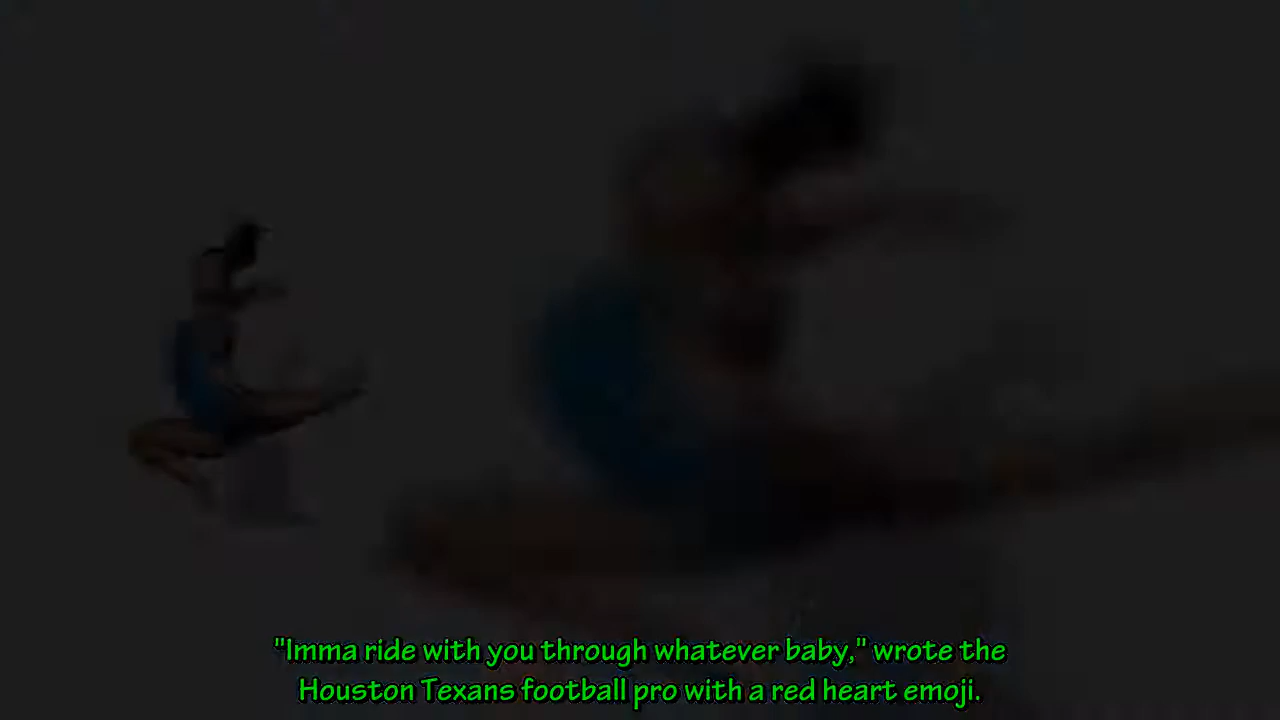 "Imma ride with you through whatever baby," wrote the
Houston Texans football pro with a red heart emoji.